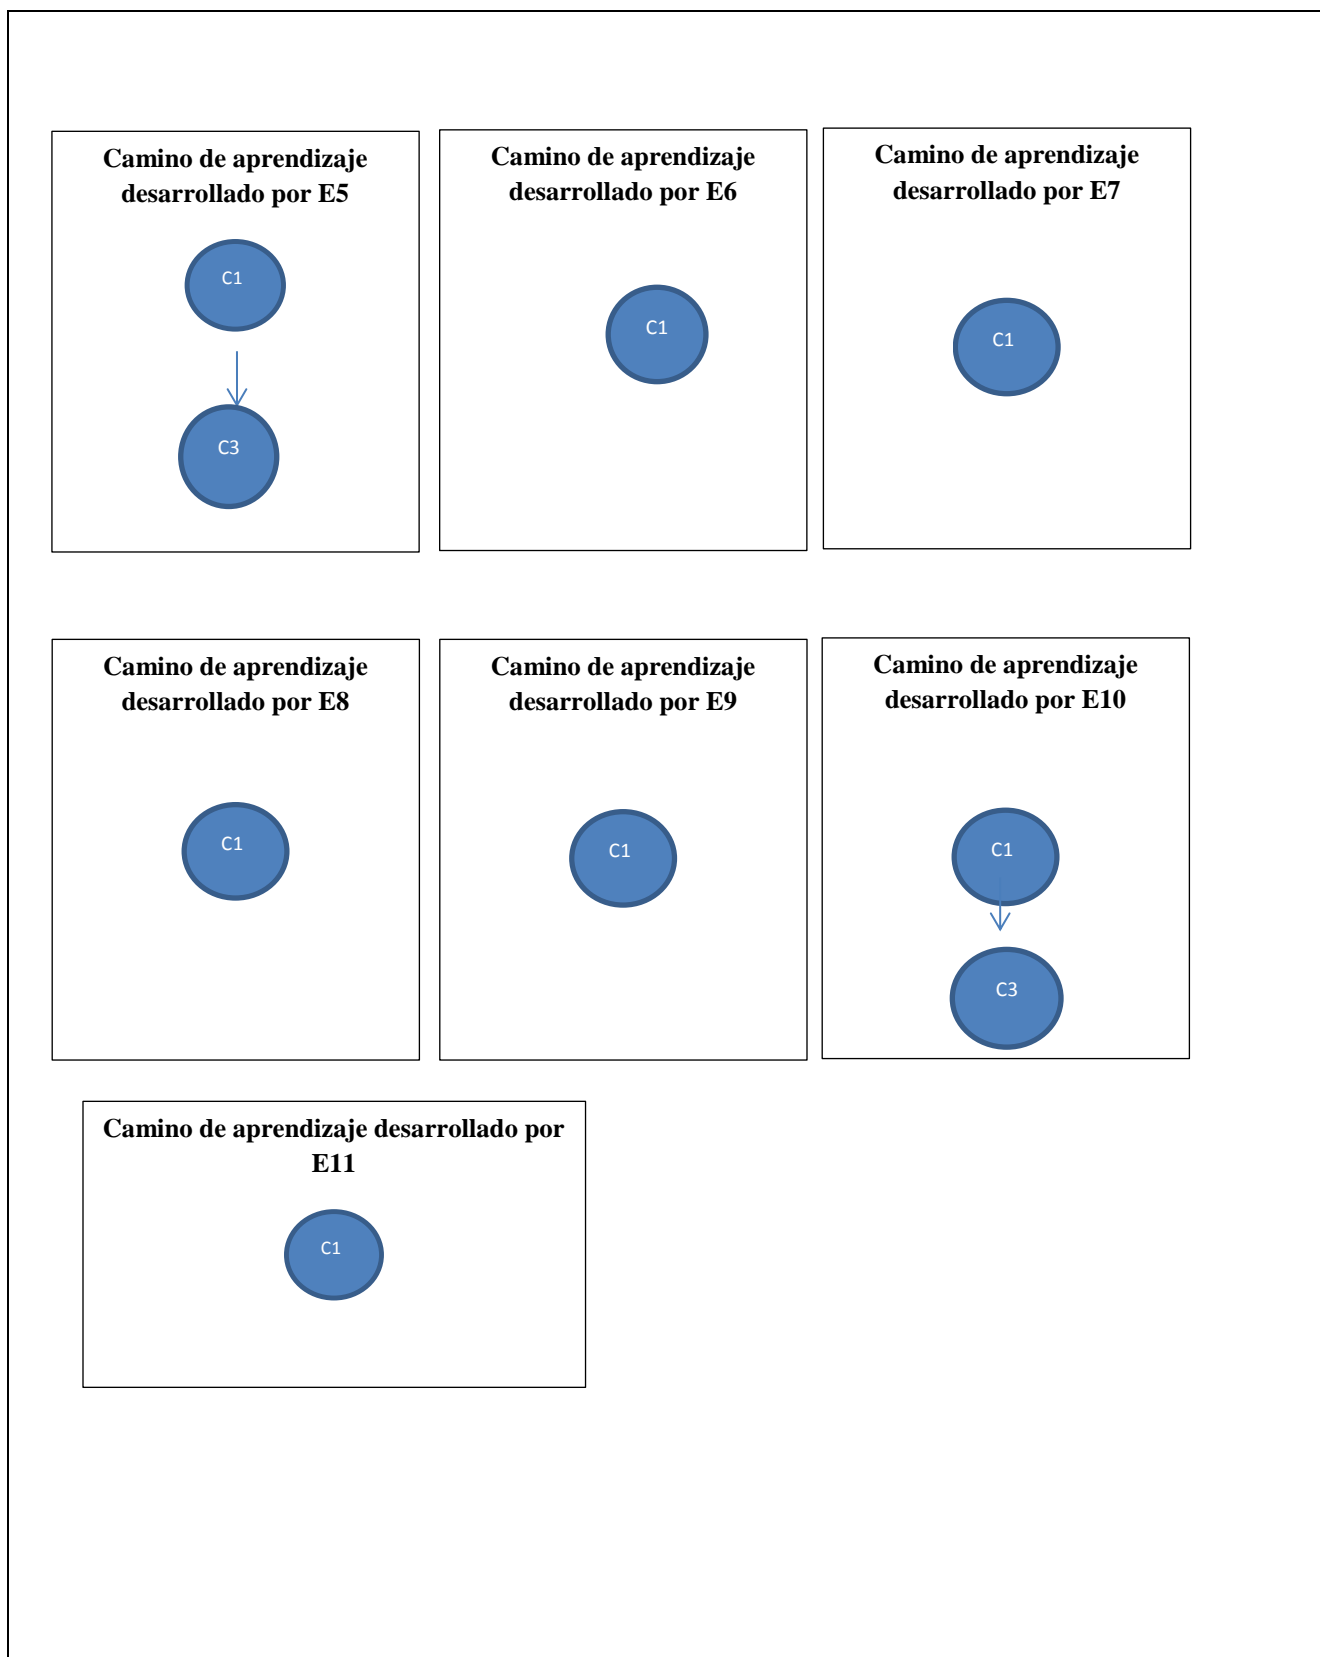 Camino de aprendizaje
desarrollado por E5
C1
C3
Camino de aprendizaje
desarrollado por E6
C1
Camino de aprendizaje
desarrollado por E7
C1
Camino de aprendizaje
desarrollado por E8
C1
Camino de aprendizaje
desarrollado por E9
C1
Camino de aprendizaje
desarrollado por E10
C1
C3
Camino de aprendizaje desarrollado por
E11
C1